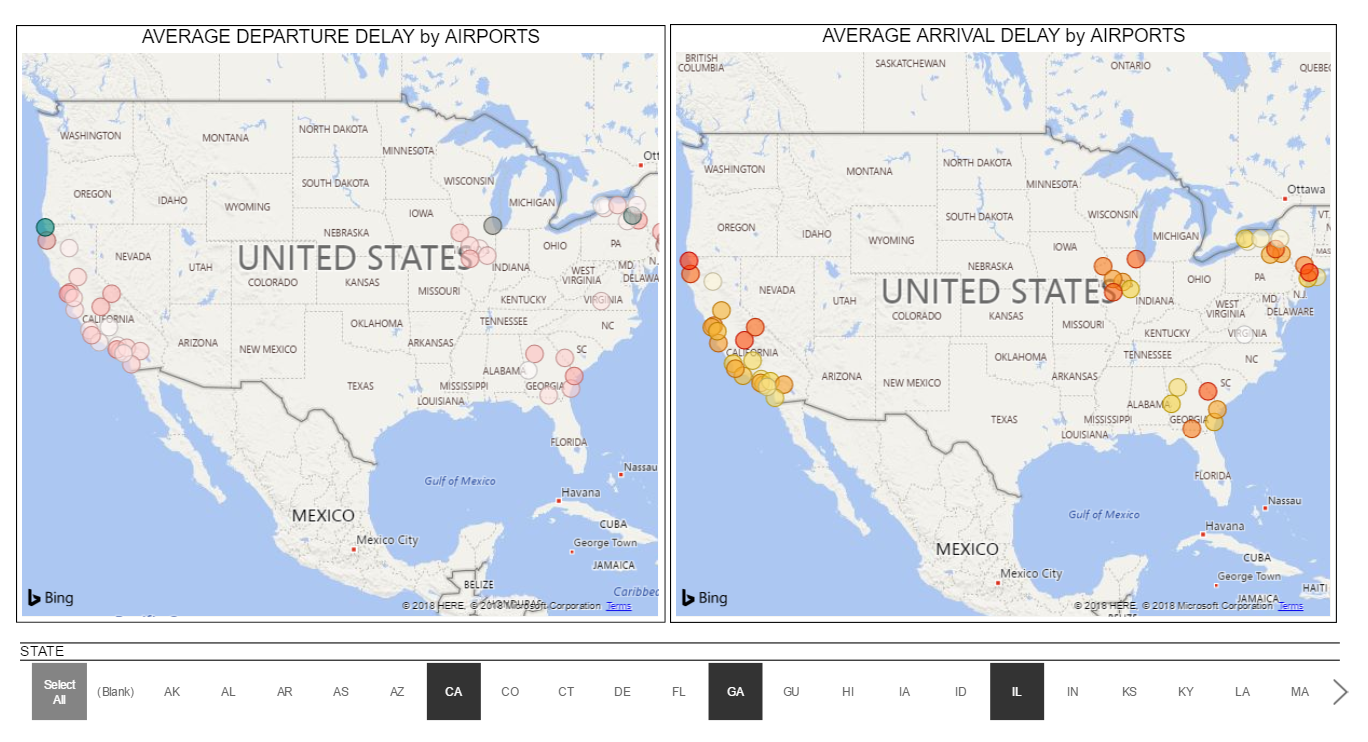 AVERAGE DEPARTURE DELAY by AIRPORTS
WASHINGTON
MONTANA
NORTH DAKOTA
MINNESOTA
Ott
OREGON
IDAHO
SOUTH DAKOTA
WISCONSIN
WYOMING
IOWA
MICHIGAN
NEBRASKA
NEVADA
UTAH
UNITED STATES
INDIANA
OHIO
PA
N.
COLORADO
KANSAS
MISSOURI
WEST
VIRGINIA
MD
DELAWA
KENTUCKY
VIRGINIA
CALIFORNIA
OKLAHOMA
TENNESSEE
NC
ARIZONA
NEW MEXICO
ARKANSAS
SC
ALABAMA
TEXAS
MISSISSIPPI
GEORGIA
LOUISIANA
FLORIDA
Gulf of Mexico
Nassau
Havana
MEXICO
CUBA
Mexico City
George Town
JAMAICA
BELIZE
Caribbe
HONDURAS
Bing
© 2018 HERE, © 2018 Microsoft Corporation Terms
AVERAGE ARRIVAL DELAY by AIRPORTS
BRITISH
COLUMBIA
SASKATCHEWAN
ONTARIO
QUEBEC
WASHINGTON
MONTANA
NORTH DAKOTA
MINNESOTA
Ottawa
OREGON
IDAHO
SOUTH DAKOTA
WISCONSIN
VT.
N
WYOMING
IOWA
MICHIGAN
MAS
NEBRASKA
NEVADA
UTAH
UNITED STATES
INDIANA
OHIO
PA
N.J.
COLORADO
KANSAS
MISSOURI
WEST
VIRGINIA
MD
DELAWARE
KENTUCKY
VIRGINIA
CALIFORNIA
OKLAHOMA
TENNESSEE
NC
ARIZONA
NEW MEXICO
ARKANSAS
SC
ALABAMA
TEXAS
MISSISSIPPI
GEORGIA
LOUISIANA
FLORIDA
Gulf of Mexico
Nassau
Havana
MEXICO
CUBA
Mexico City
George Town
HAITI
JAMAICA
Bing
© 2018 HERE, © 2018 Microsoft Corporation Terms
STATE
Select
All
(Blank) AK AL AR AS AZ CA CO CT DE FL GA GU HI IA ID IL IN KS KY LA MA